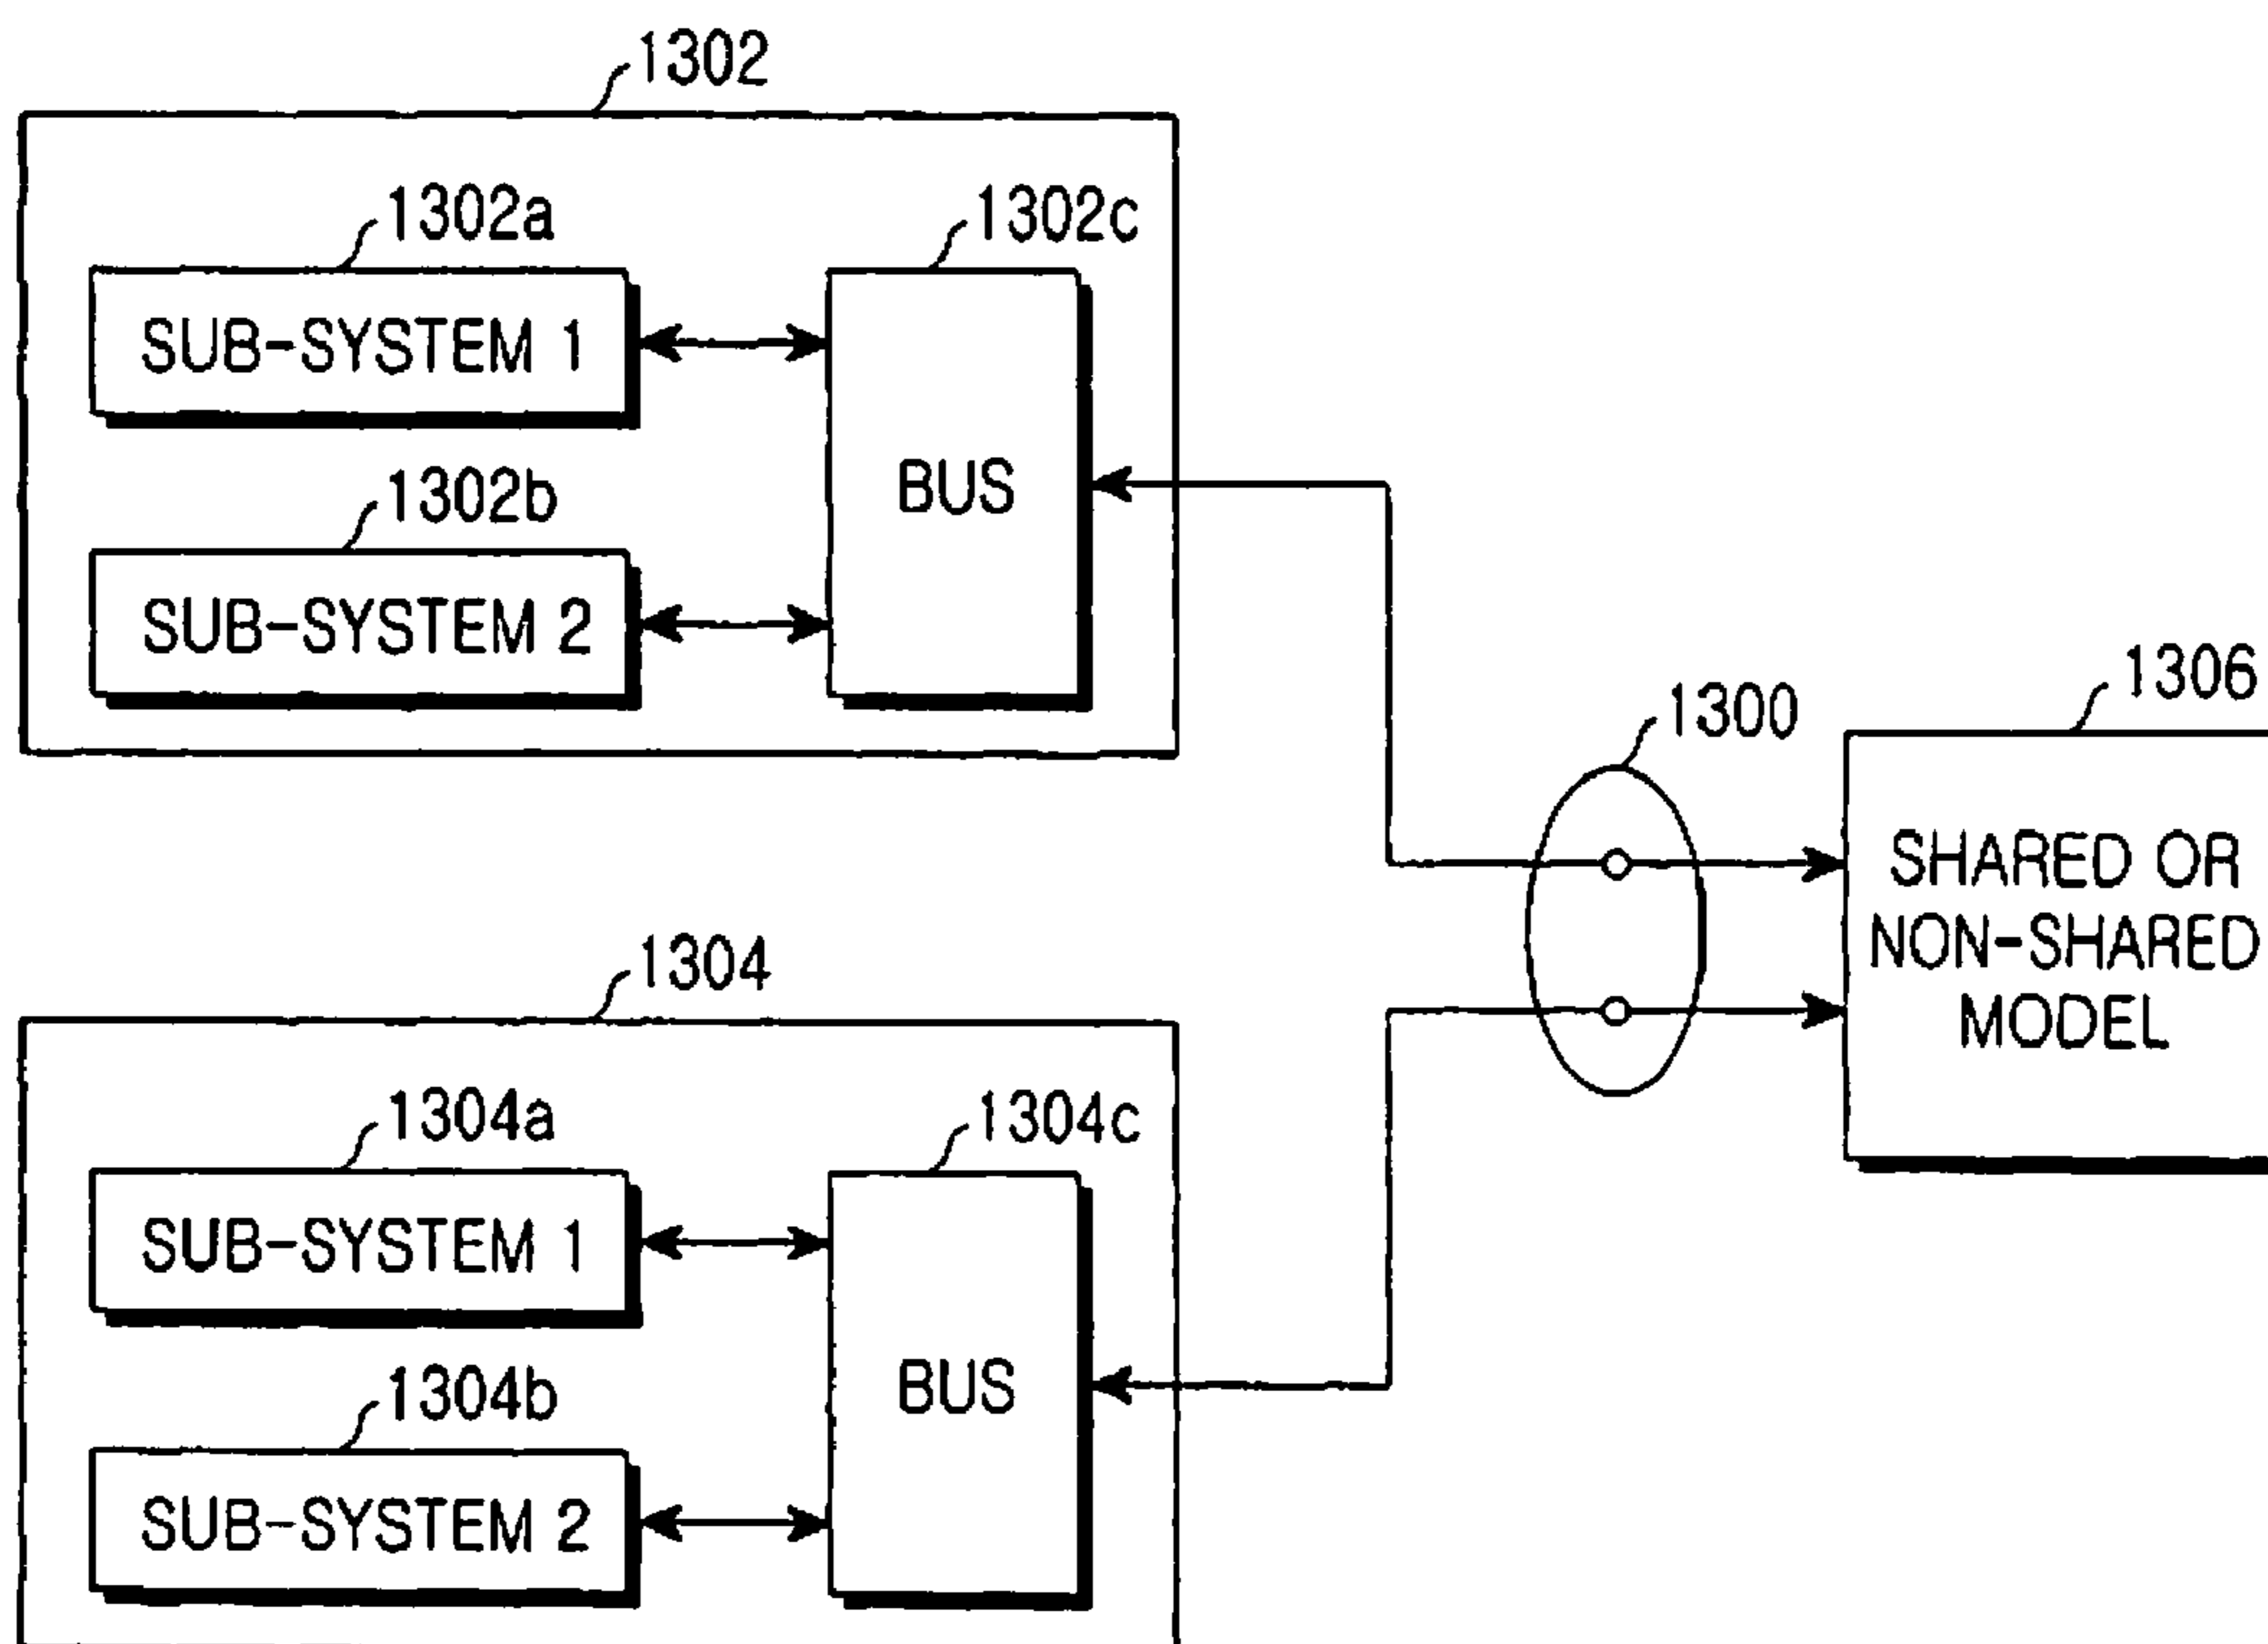 1302
1302a
1302c
SUB-SYSTEM 1
BUS
1302b
SUB-SYSTEM 2
1300
1306
SHARED OR
NON-SHARED
MODEL
1304
1304a
1304c
SUB-SYSTEM 1
BUS
1304b
SUB-SYSTEM 2